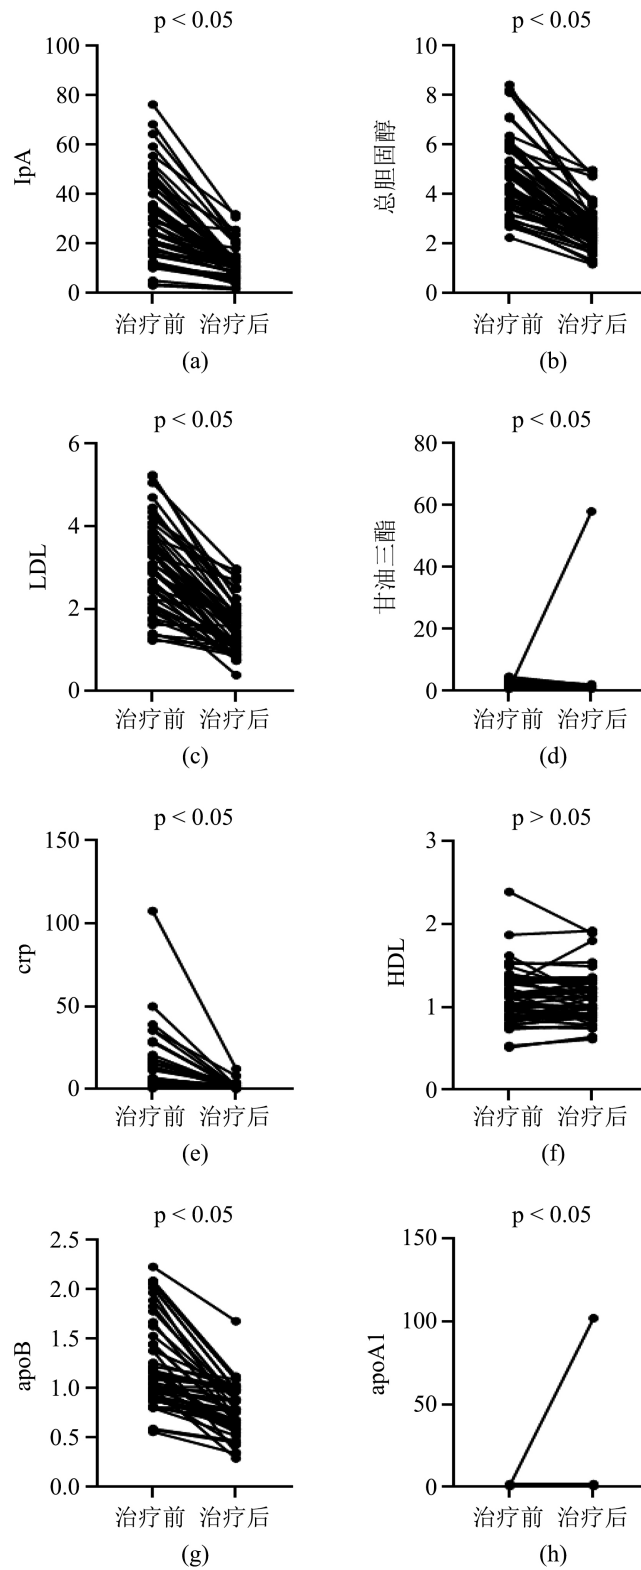 p < 0.05
100
80
60
40
20
0
IpA
治疗前 治疗后
(a)
p < 0.05
10
8
6
4
2
0
总胆固醇
治疗前 治疗后
(b)
p < 0.05
6
4
2
0
LDL
治疗前 治疗后
(c)
p < 0.05
80
60
40
20
0
甘油三酯
治疗前 治疗后
(d)
p < 0.05
150
100
50
0
crp
治疗前 治疗后
(e)
p > 0.05
3
2
1
0
HDL
治疗前 治疗后
(f)
p < 0.05
2.5
2.0
1.5
1.0
0.5
0.0
apoB
治疗前 治疗后
(g)
p < 0.05
150
100
50
0
apoA1
治疗前 治疗后
(h)